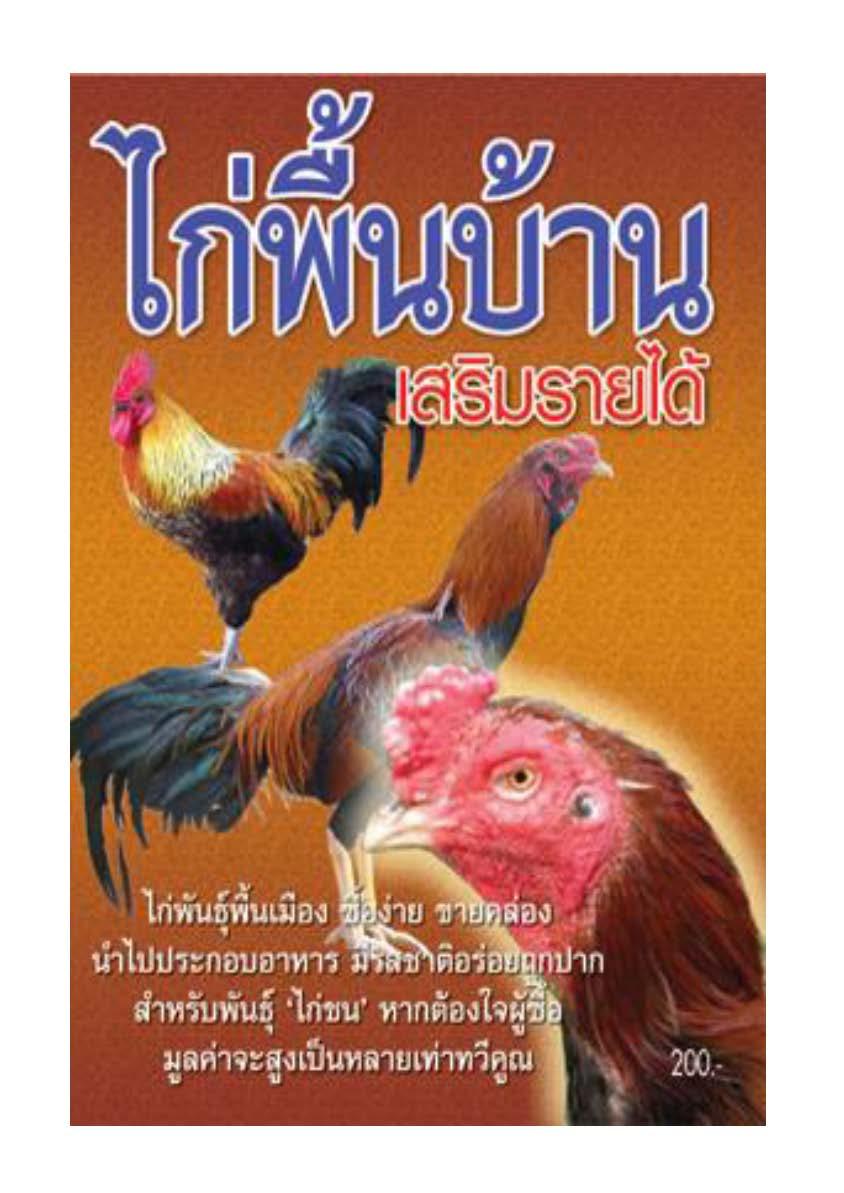 ไก่พื้นบ้าน
เสริมรายได้
ไก่พันธุ์พื้นเมือง ซื้อง่าย ขายคล่อง
นำไปประกอบอาหาร มีรสชาติอร่อยถูกปาก
สำหรับพันธุ์ ‘ไก่ชน’ หากต้องใจผู้ซื้อ
มูลค่าจะสูงเป็นหลายเท่าทวีคูณ
200.-